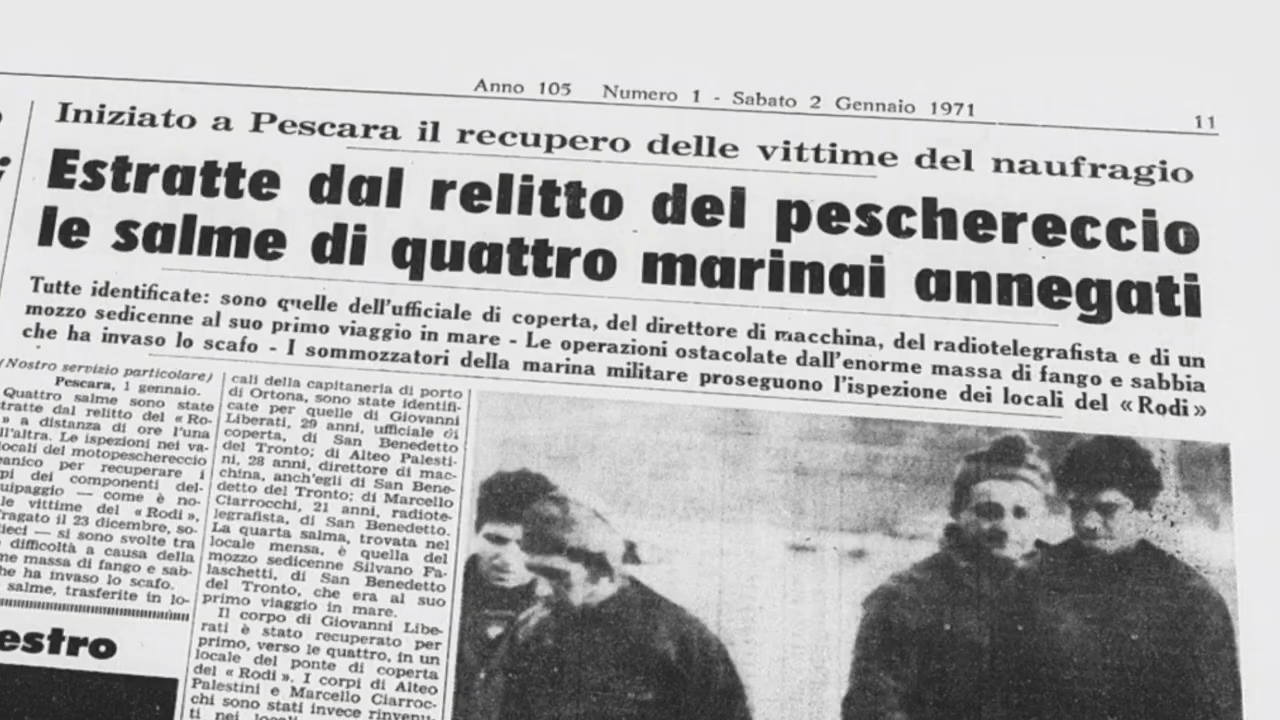 Anno 105 Numero 1 - Sabato 2 Gennaio 1971
11
Iniziato a Pescara il recupero delle vittime del naufragio
Estratte dal relitto del peschereccio
le salme di quattro marinai annegati
Tutte identificate: sono quelle dell'ufficiale di coperta, del direttore di macchina, del radiotelegrafista e di un
mozzo sedicenne al suo primo viaggio in mare - Le operazioni ostacolate dall'enorme massa di fango e sabbia
che ha invaso lo scafo - I sommozzatori della marina militare proseguono l'ispezione dei locali del «Rodi»
(Nostro servizio particolare)
Pescara, 1 gennaio.
Quattro salme sono state
tratte dal relitto del «Ro-
» a distanza di ore l'una
ll'altra. Le ispezioni nei va-
locali del motopeschereccio
eanico per recuperare i
pi dei componenti del-
uipaggio — come è no-
le vittime del «Rodi»,
fragato il 23 dicembre, so-
ieci — si sono svolte tra
difficoltà a causa della
me massa di fango e sab-
he ha invaso lo scafo.
salme, trasferite in lo-
estro
cali della capitaneria di porto
di Ortona, sono state identifi-
cate per quelle di Giovanni
Liberati, 29 anni, ufficiale di
coperta, di San Benedetto
del Tronto; di Alteo Palesti-
ni, 28 anni, direttore di mac-
china, anch'egli di San Bene-
detto del Tronto; di Marcello
Ciarrocchi, 21 anni, radiote-
legrafista, di San Benedetto.
La quarta salma, trovata nel
locale mensa, è quella del
mozzo sedicenne Silvano Fa-
laschetti, di San Benedetto
del Tronto, che era al suo
primo viaggio in mare.
Il corpo di Giovanni Libe-
rati è stato recuperato per
primo, verso le quattro, in un
locale del ponte di coperta
del «Rodi». I corpi di Alteo
Palestini e Marcello Ciarroc-
chi sono stati invece rinvenu-
ti nei locali